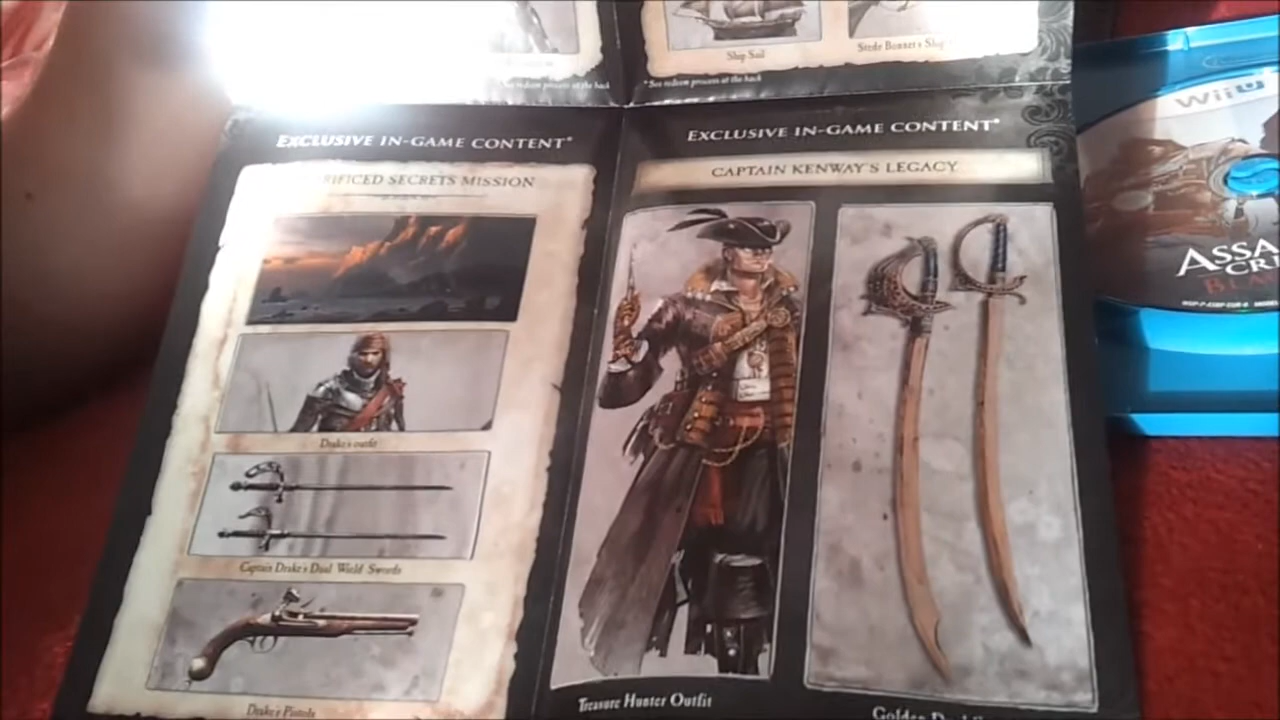 Ship Sail
Stede Bonnet's Ship
See redeem process at the back
* See redeem process at the back
EXCLUSIVE IN-GAME CONTENT*
EXCLUSIVE IN-GAME CONTENT*
SECRETS MISSION
CAPTAIN KENWAY'S LEGACY
Drake's outfit
Captain Drake's Dual Wield Swords
Drake's Pistols
Treasure Hunter Outfit
Golden
Wii U
ASSA
CRE